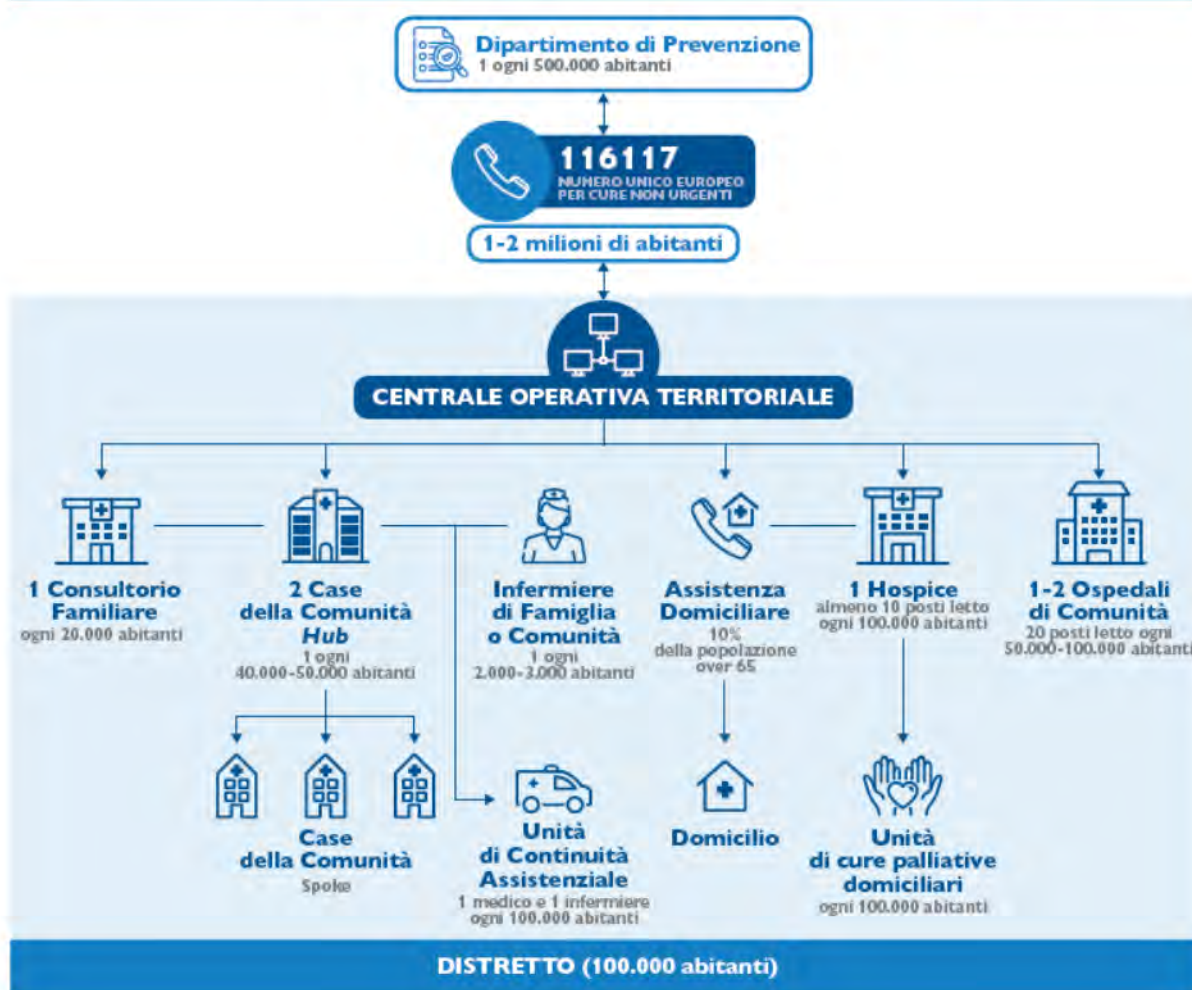 Dipartimento di Prevenzione
1 ogni 500.000 abitanti
116117
NUMERO UNICO EUROPEO
PER CURE NON URGENTI
1-2 milioni di abitanti
CENTRALE OPERATIVA TERRITORIALE
1 Consultorio
Familiare
ogni 20.000 abitanti
2 Case
della Comunità
Hub
1 ogni
40.000-50.000 abitanti
Infermiere
di Famiglia
o Comunità
1 ogni
2.000-3.000 abitanti
Assistenza
Domiciliare
10%
della popolazione
over 65
1 Hospice
almeno 10 posti letto
ogni 100.000 abitanti
1-2 Ospedali
di Comunità
20 posti letto ogni
50.000-100.000 abitanti
Case
della Comunità
Spoke
Unità
di Continuità
Assistenziale
1 medico e 1 infermiere
ogni 100.000 abitanti
Domicilio
Unità
di cure palliative
domiciliari
ogni 100.000 abitanti
DISTRETTO (100.000 abitanti)